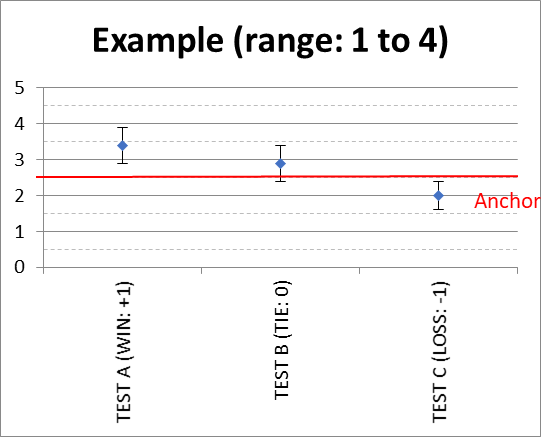 Example (range: 1 to 4)
5
4
3
2
1
0
Anchor
TEST A (WIN: +1)
TEST B (TIE: 0)
TEST C (LOSS: -1)